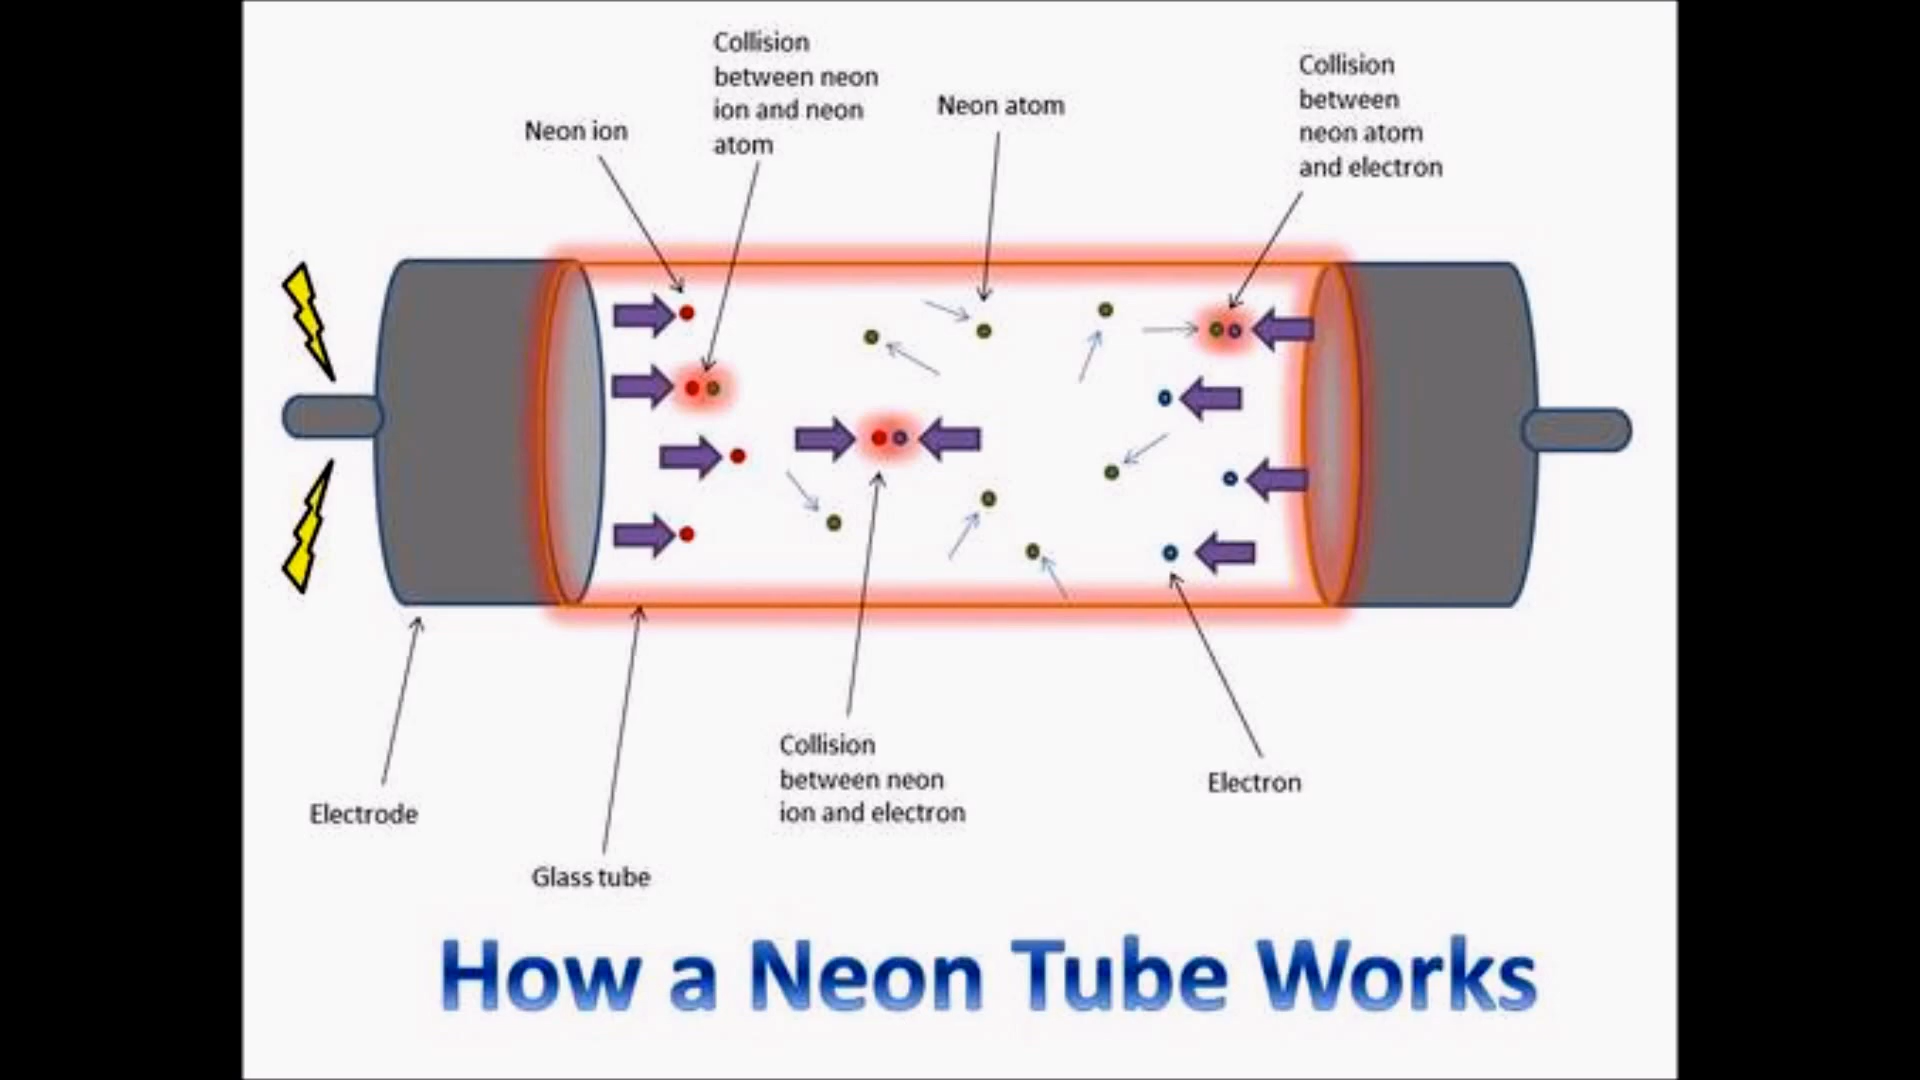 Collision
between neon
ion and neon
atom
Neon ion
Neon atom
Collision
between
neon atom
and electron
Electrode
Glass tube
Collision
between neon
ion and electron
Electron
How a Neon Tube Works